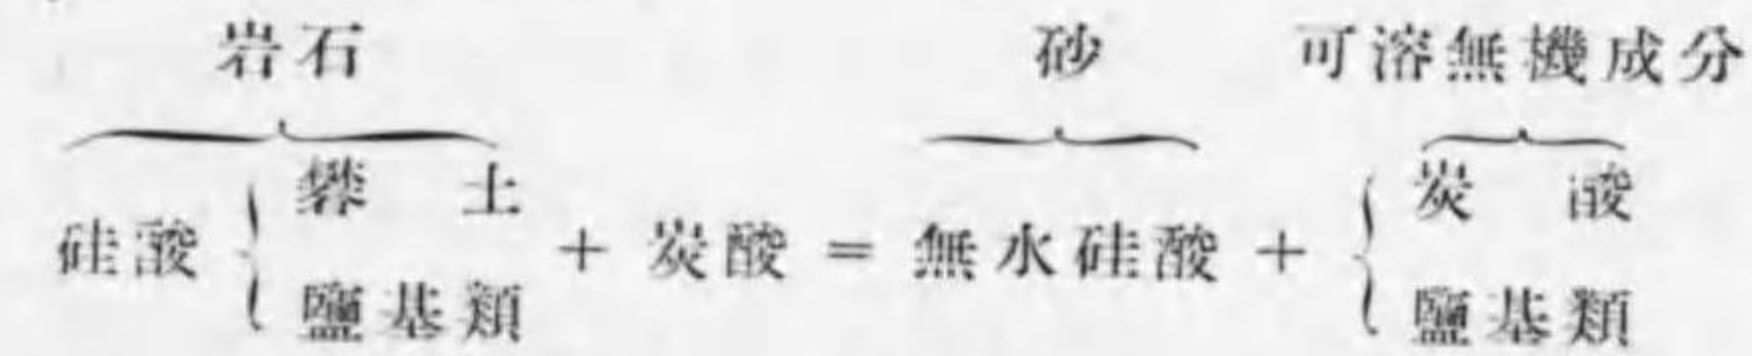 岩石 砂 可溶無機成分
礬土 炭酸
硅酸 + 炭酸 = 無水硅酸 +
鹽基類 鹽基類